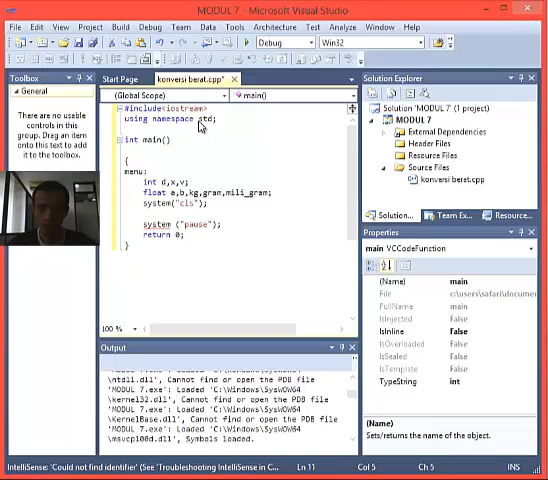 MODUL 7 - Microsoft Visual Studio
File Edit View Project Build Debug Team Data Tools Architecture Test Analyze Window Help
Debug Win32
Toolbox
General
There are no usable
controls in this
group. Drag an item
onto this text to add
it to the toolbox.
Start Page konversi berat.cpp*
(Global Scope) main()
#include<iostream>
using namespace std;
int main()
{
menu:
int d,x,v;
float a,b,kg,gram,mili_gram;
system("cls");
system ("pause");
return 0;
}
100 %
Output
\ntdll.dll', Cannot find or open the PDB file
'MODUL 7.exe': Loaded 'C:\Windows\SysWOW64
\kernel32.dll', Cannot find or open the PDB file
'MODUL 7.exe': Loaded 'C:\Windows\SysWOW64
\KernelBase.dll', Cannot find or open the PDB file
'MODUL 7.exe': Loaded 'C:\Windows\SysWOW64
\msvcp100d.dll', Symbols loaded.
Solution Explorer
Solution 'MODUL 7' (1 project)
MODUL 7
External Dependencies
Header Files
Resource Files
Source Files
konversi berat.cpp
Solution... Team Ex... Resource...
Properties
main VCCodeFunction
(Name) main
File c:\users\safari\documen
FullName main
IsInjected False
IsInline False
IsOverloaded False
IsSealed False
IsTemplate False
TypeString int
(Name)
Sets/returns the name of the object.
IntelliSense: 'Could not find identifier' (See 'Troubleshooting IntelliSense in C... Ln 11 Col 5 Ch 5 INS